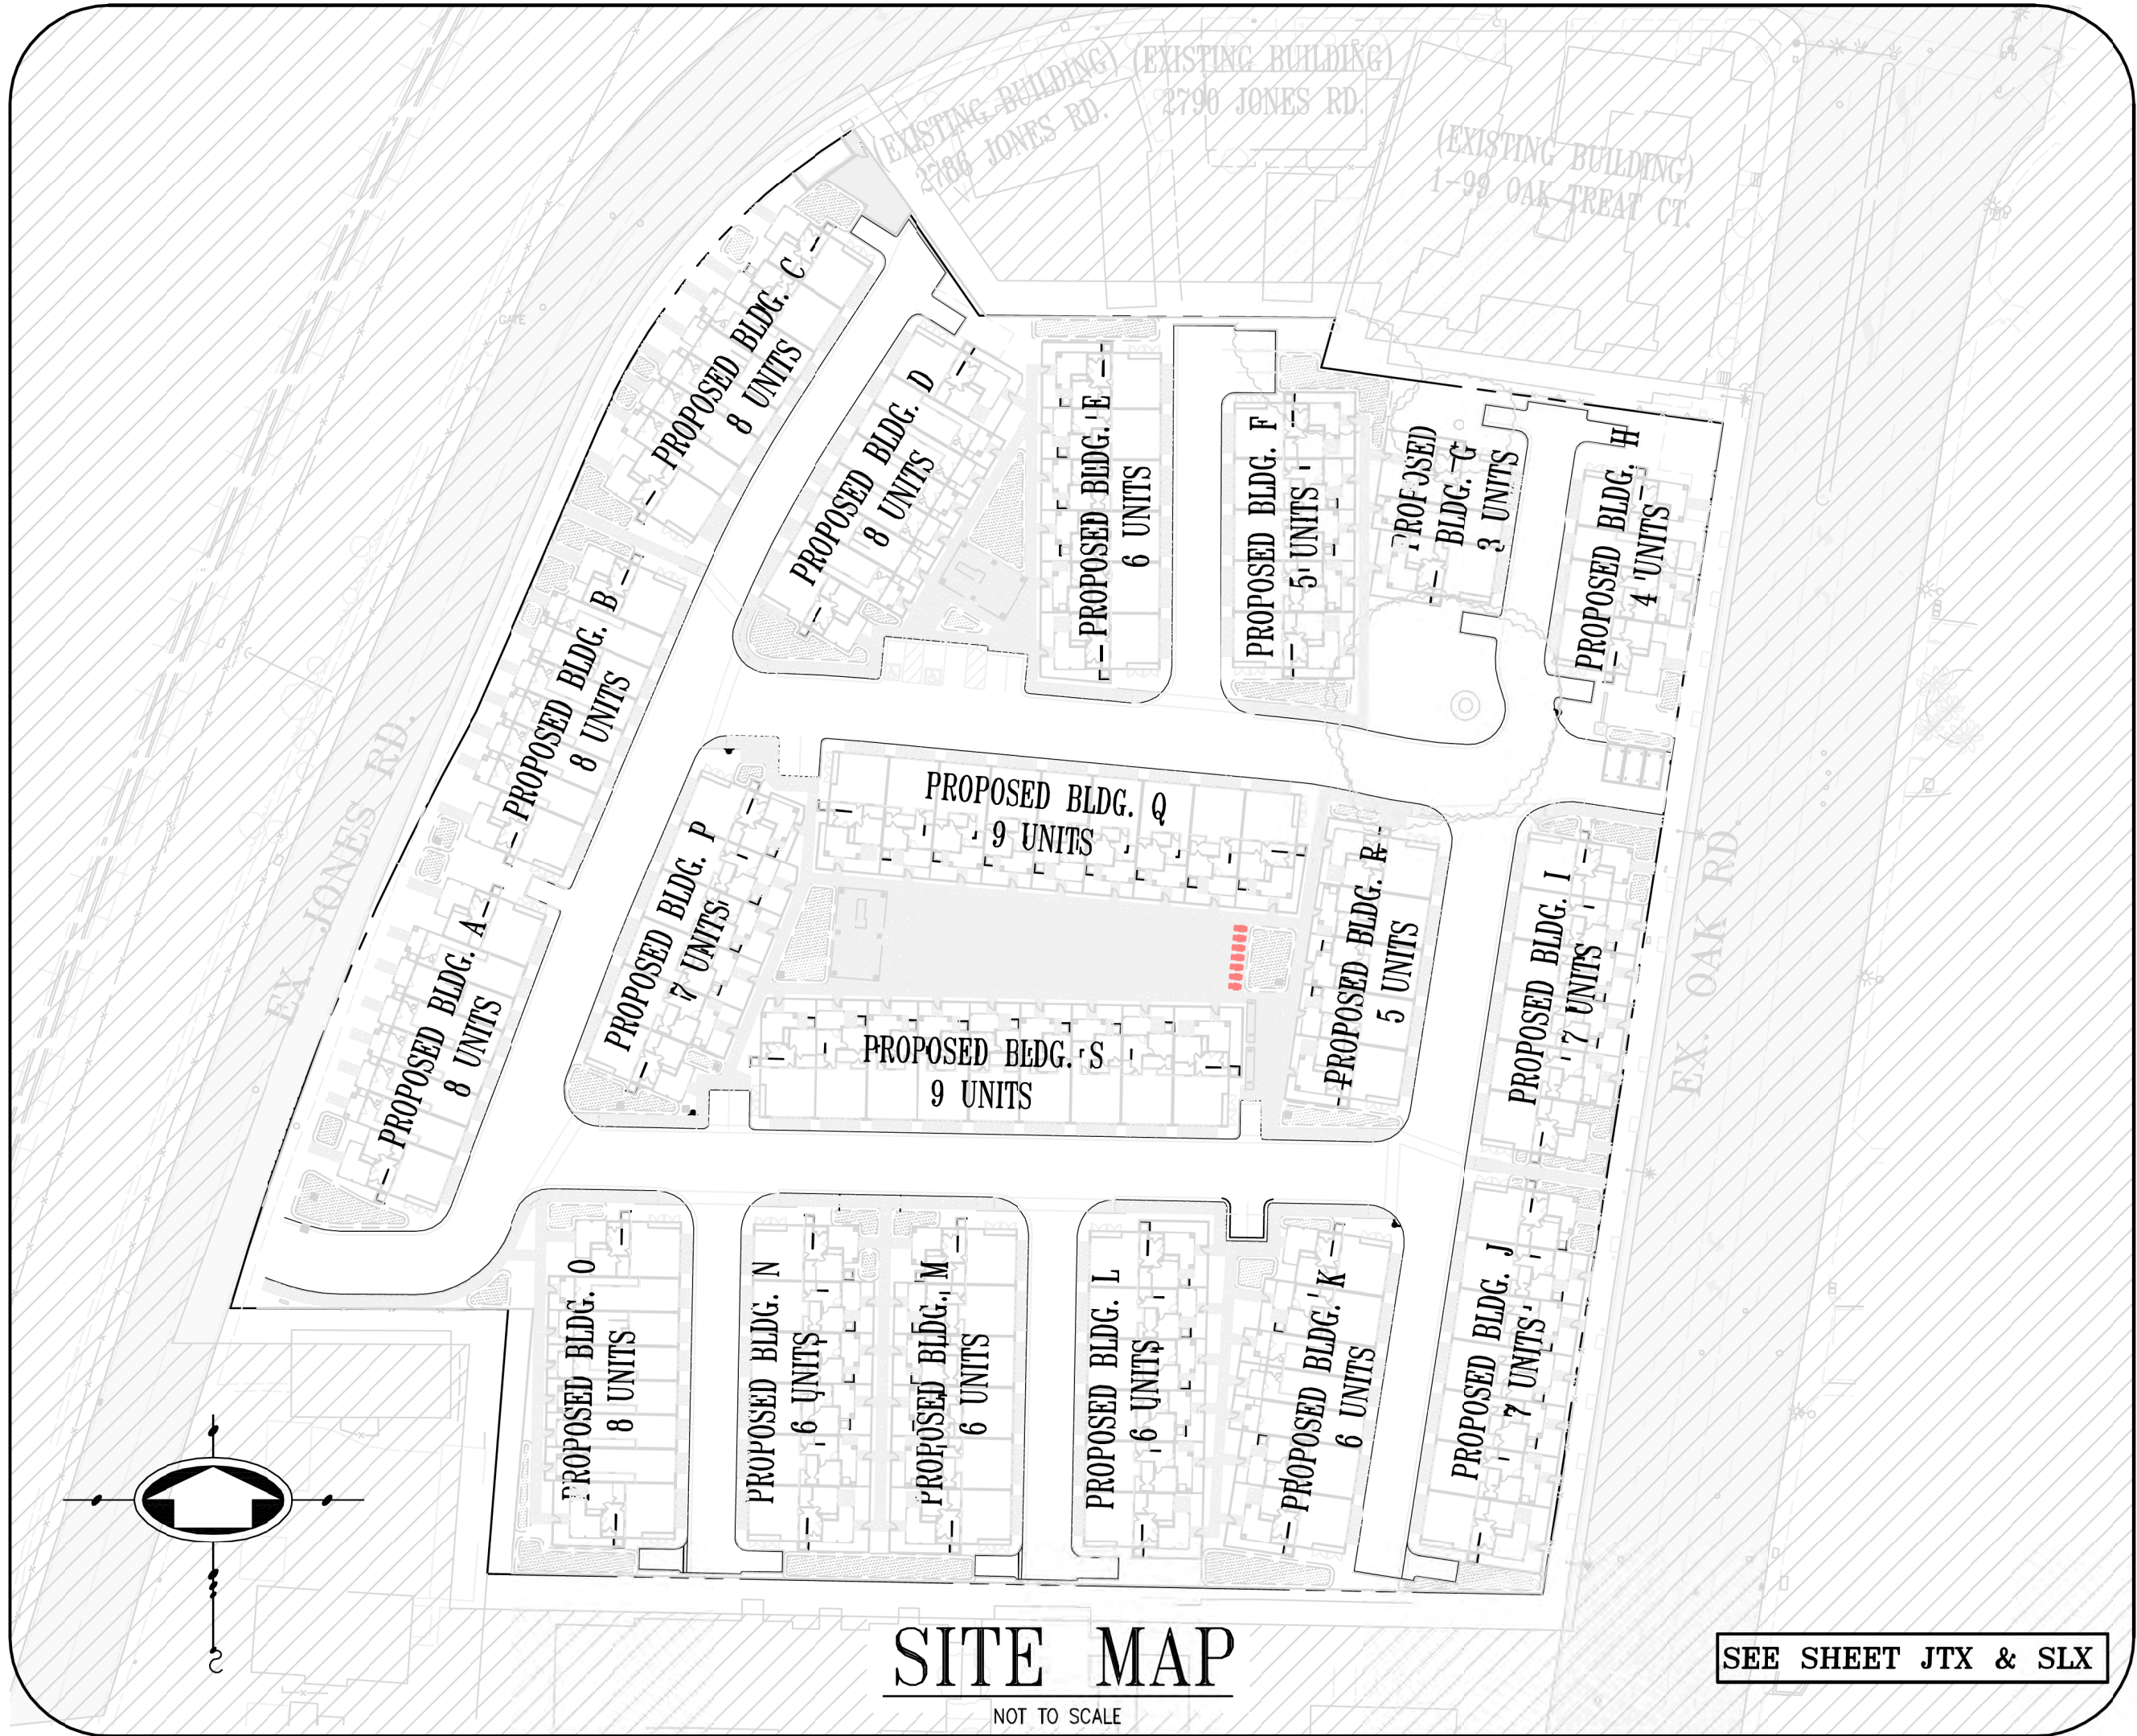 (EXISTING BUILDING)
2786 JONES RD.
(EXISTING BUILDING)
2790 JONES RD.
(EXISTING BUILDING)
1-99 OAK TREAT CT.
GATE
PROPOSED BLDG. C
8 UNITS
PROPOSED BLDG. D
8 UNITS
PROPOSED BLDG. E
6 UNITS
PROPOSED BLDG. F
5 UNITS
PROPOSED
BLDG. G
3 UNITS
PROPOSED BLDG. H
4 UNITS
PROPOSED BLDG. B
8 UNITS
EX. JONES RD.
PROPOSED BLDG. A
8 UNITS
PROPOSED BLDG. P
7 UNITS
PROPOSED BLDG. Q
9 UNITS
PROPOSED BLDG. R
5 UNITS
PROPOSED BLDG. I
7 UNITS
EX. OAK RD
PROPOSED BLDG. S
9 UNITS
PROPOSED BLDG. O
8 UNITS
PROPOSED BLDG. N
6 UNITS
PROPOSED BLDG. M
6 UNITS
PROPOSED BLDG. L
6 UNITS
PROPOSED BLDG. K
6 UNITS
PROPOSED BLDG. J
7 UNITS
SITE MAP
NOT TO SCALE
SEE SHEET JTX & SLX